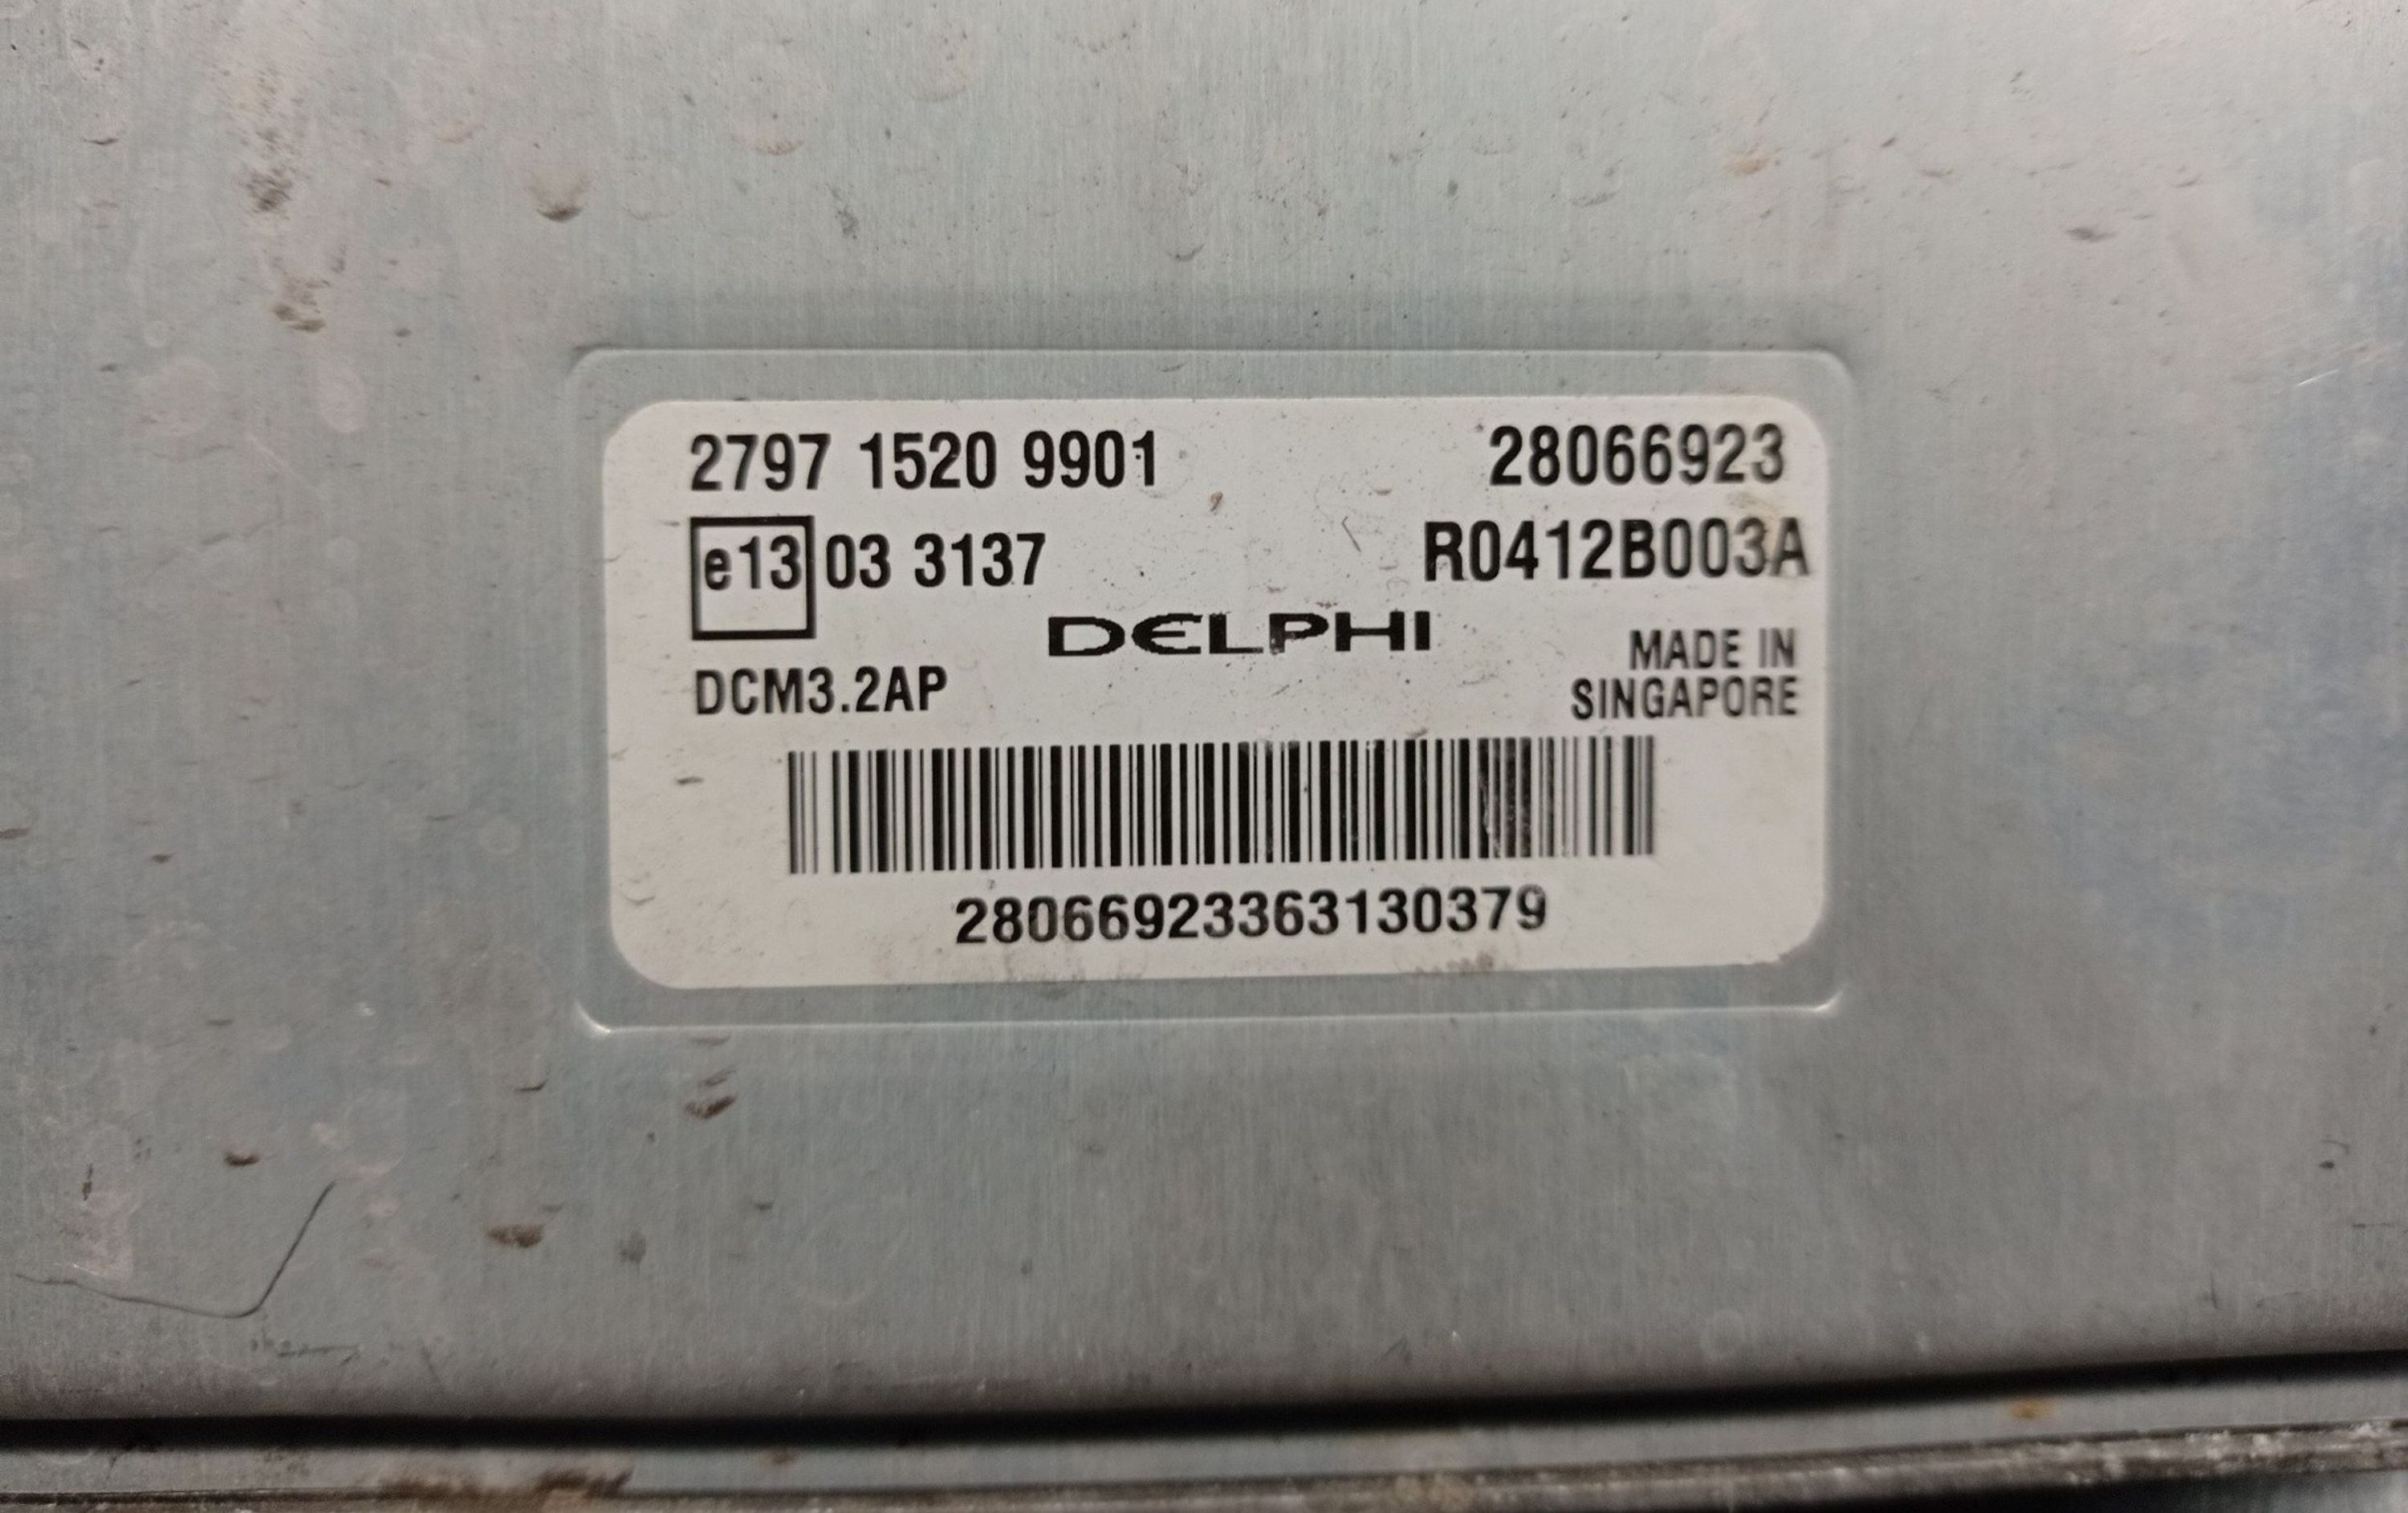 2797 1520 9901 28066923
e13 03 3137 R0412B003A
DELPHI
MADE IN
DCM3.2AP SINGAPORE
28066923363130379